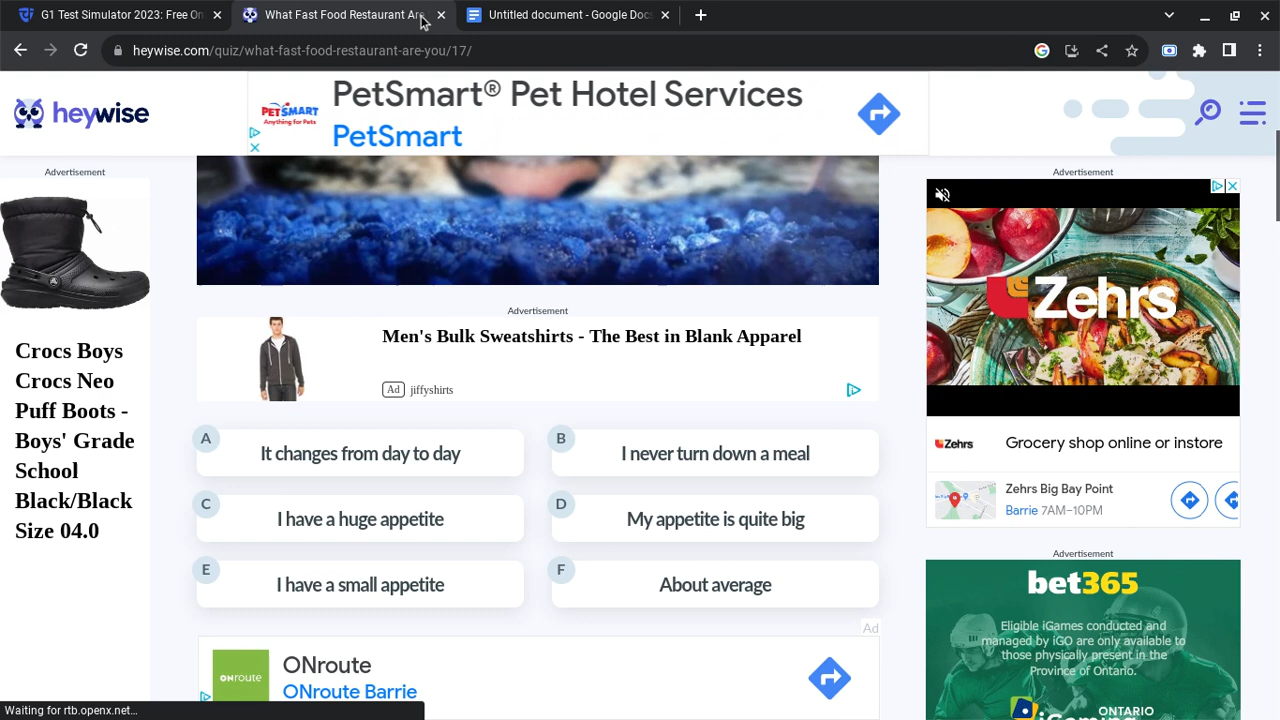 G1 Test Simulator 2023: Free On
What Fast Food Restaurant Are
Untitled document - Google Docs
heywise.com/quiz/what-fast-food-restaurant-are-you/17/
heywise
PETSMART
Anything for Pets
PetSmart® Pet Hotel Services
PetSmart
Advertisement
Crocs Boys
Crocs Neo
Puff Boots -
Boys' Grade
School
Black/Black
Size 04.0
Advertisement
Men's Bulk Sweatshirts - The Best in Blank Apparel
Ad jiffyshirts
A It changes from day to day
B I never turn down a meal
C I have a huge appetite
D My appetite is quite big
E I have a small appetite
F About average
Ad
ONroute
ONroute
ONroute Barrie
Advertisement
Zehrs
Zehrs
Grocery shop online or instore
Zehrs Big Bay Point
Barrie 7AM–10PM
Advertisement
bet365
Eligible iGames conducted and
managed by iGO are only available to
those physically present in the
Province of Ontario.
iGaming
ONTARIO
Waiting for rtb.openx.net...